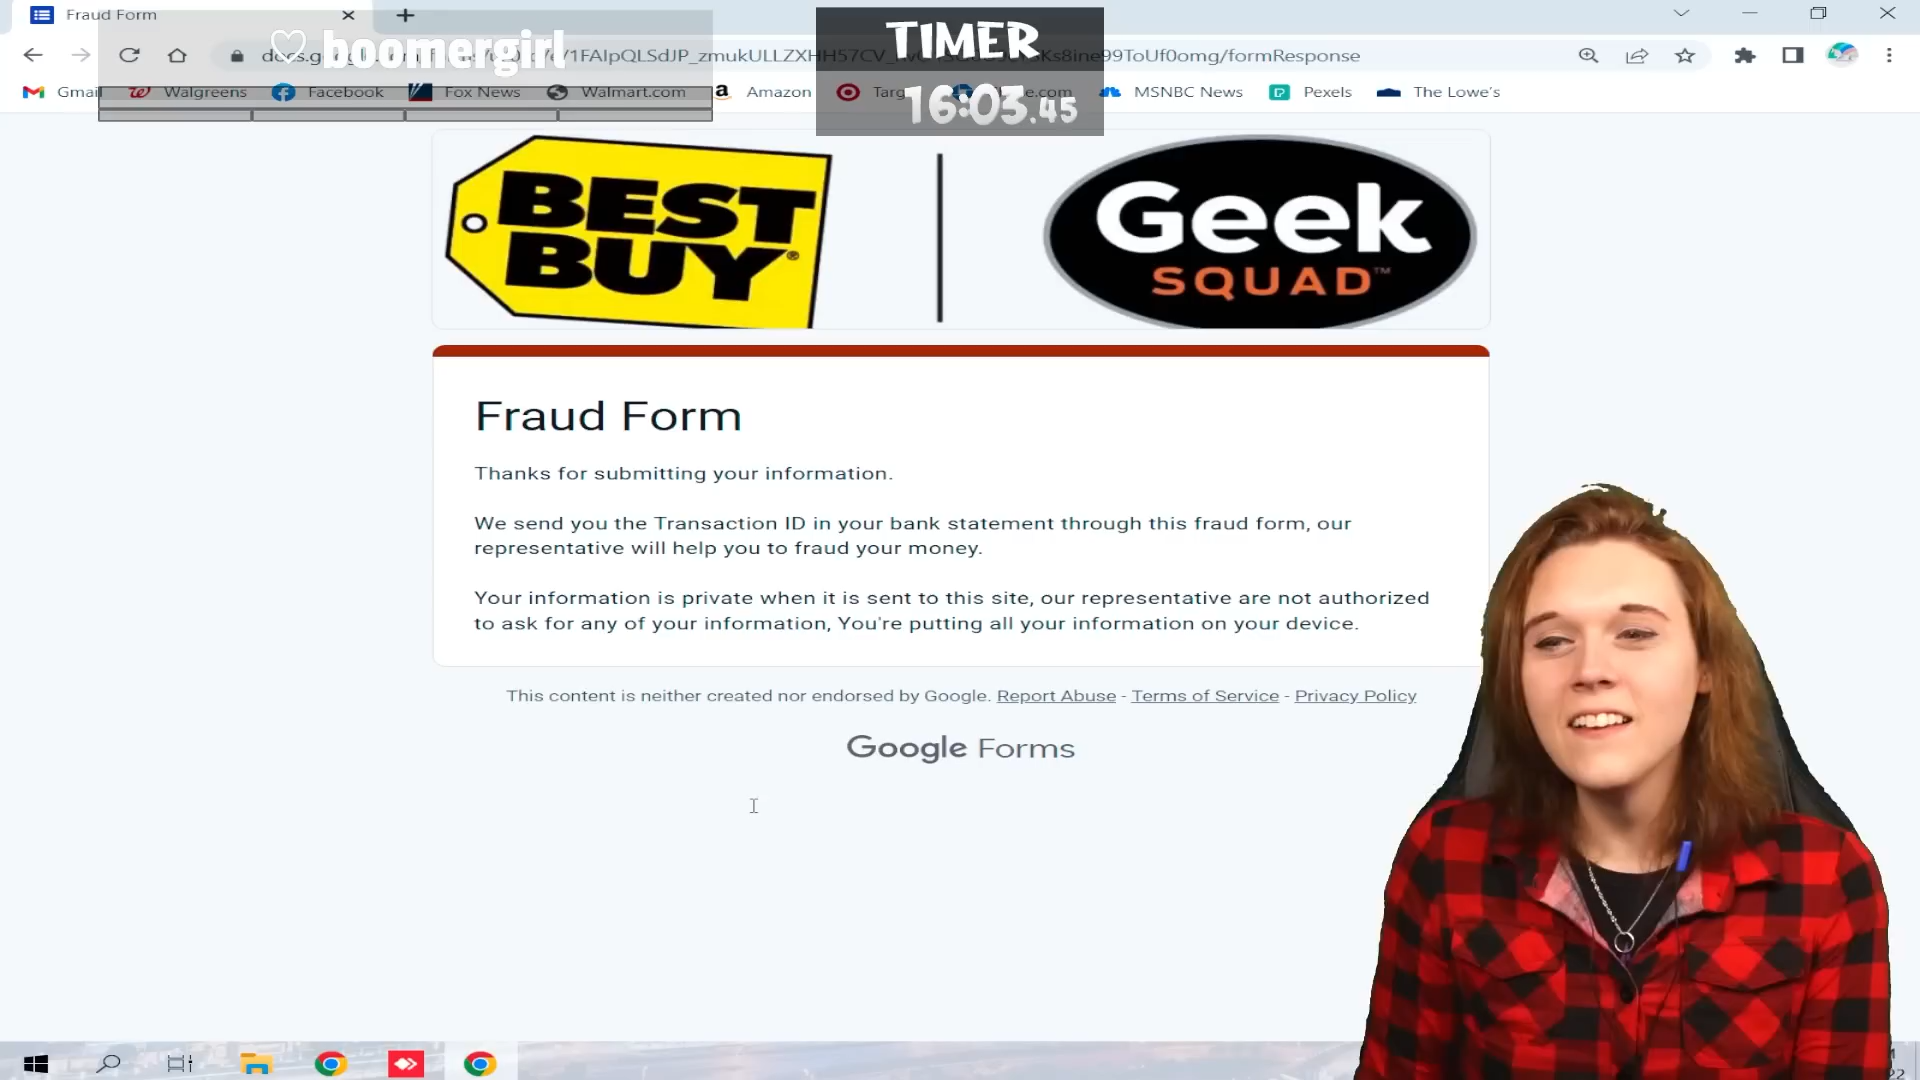 Fraud Form
boomergirl
TIMER
16:03.45
Gmail
Walgreens
Facebook
Fox News
Walmart.com
Amazon
MSNBC News
Pexels
The Lowe's
BEST
BUY
®
Geek
SQUAD™
Fraud Form
Thanks for submitting your information.
We send you the Transaction ID in your bank statement through this fraud form, our
representative will help you to fraud your money.
Your information is private when it is sent to this site, our representative are not authorized
to ask for any of your information, You're putting all your information on your device.
This content is neither created nor endorsed by Google. Report Abuse - Terms of Service - Privacy Policy
Google Forms